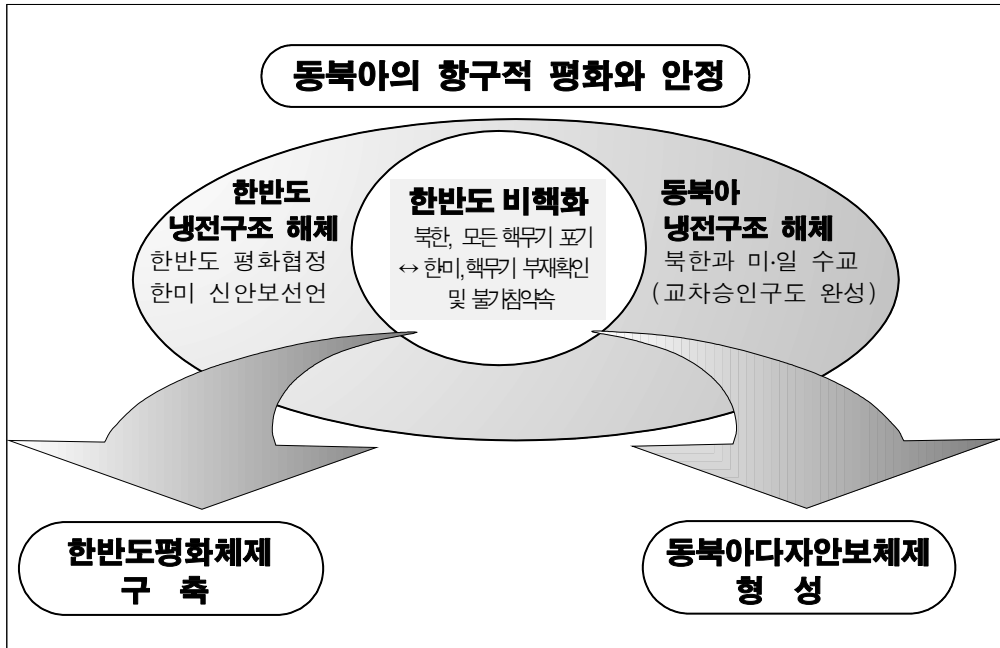 동북아의 항구적 평화와 안정
한반도
냉전구조 해체
한반도 평화협정
한미 신안보선언
한반도 비핵화
북한, 모든 핵무기 포기
↔ 한미,핵무기 부재확인
및 불가침약속
동북아
냉전구조 해체
북한과 미·일 수교
(교차승인구도 완성)
한반도평화체제
구 축
동북아다자안보체제
형 성